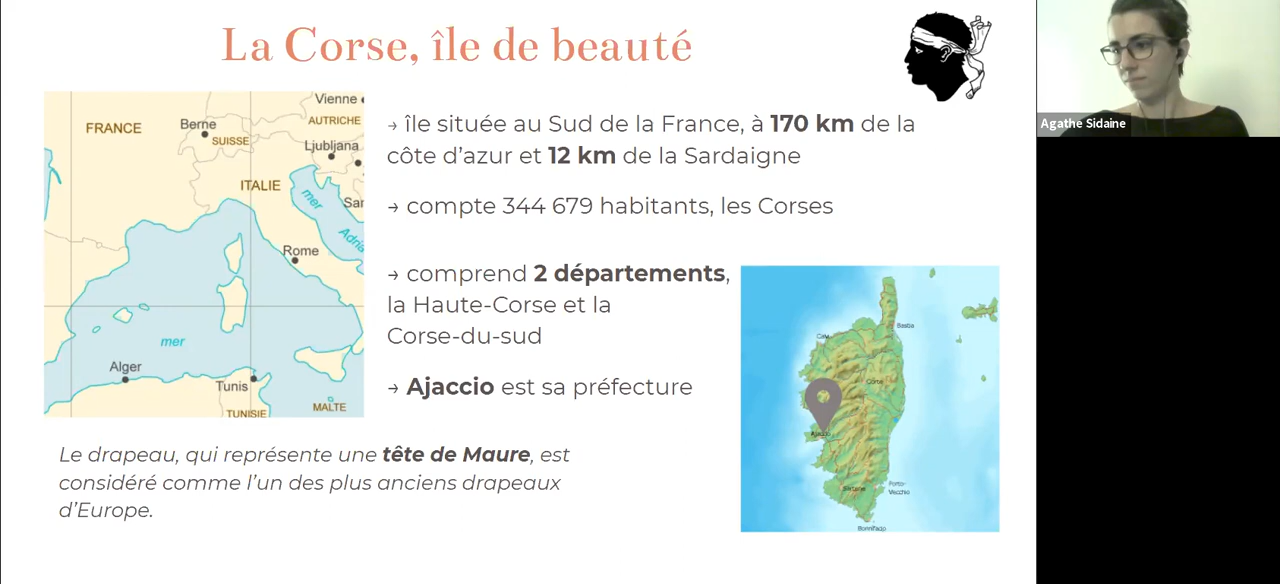 La Corse, île de beauté
Agathe Sidaine
FRANCE
Berne
SUISSE
Vienne
AUTRICHE
Ljubljana
ITALIE
mer
San
Adria
Rome
mer
Alger
Tunis
TUNISIE
MALTE
→ île située au Sud de la France, à 170 km de la
côte d’azur et 12 km de la Sardaigne
→ compte 344 679 habitants, les Corses
→ comprend 2 départements,
la Haute-Corse et la
Corse-du-sud
→ Ajaccio est sa préfecture
Bastia
Calvi
Corte
Ajaccio
Sartène
Porto-
Vecchio
Bonifacio
Le drapeau, qui représente une tête de Maure, est
considéré comme l’un des plus anciens drapeaux
d’Europe.